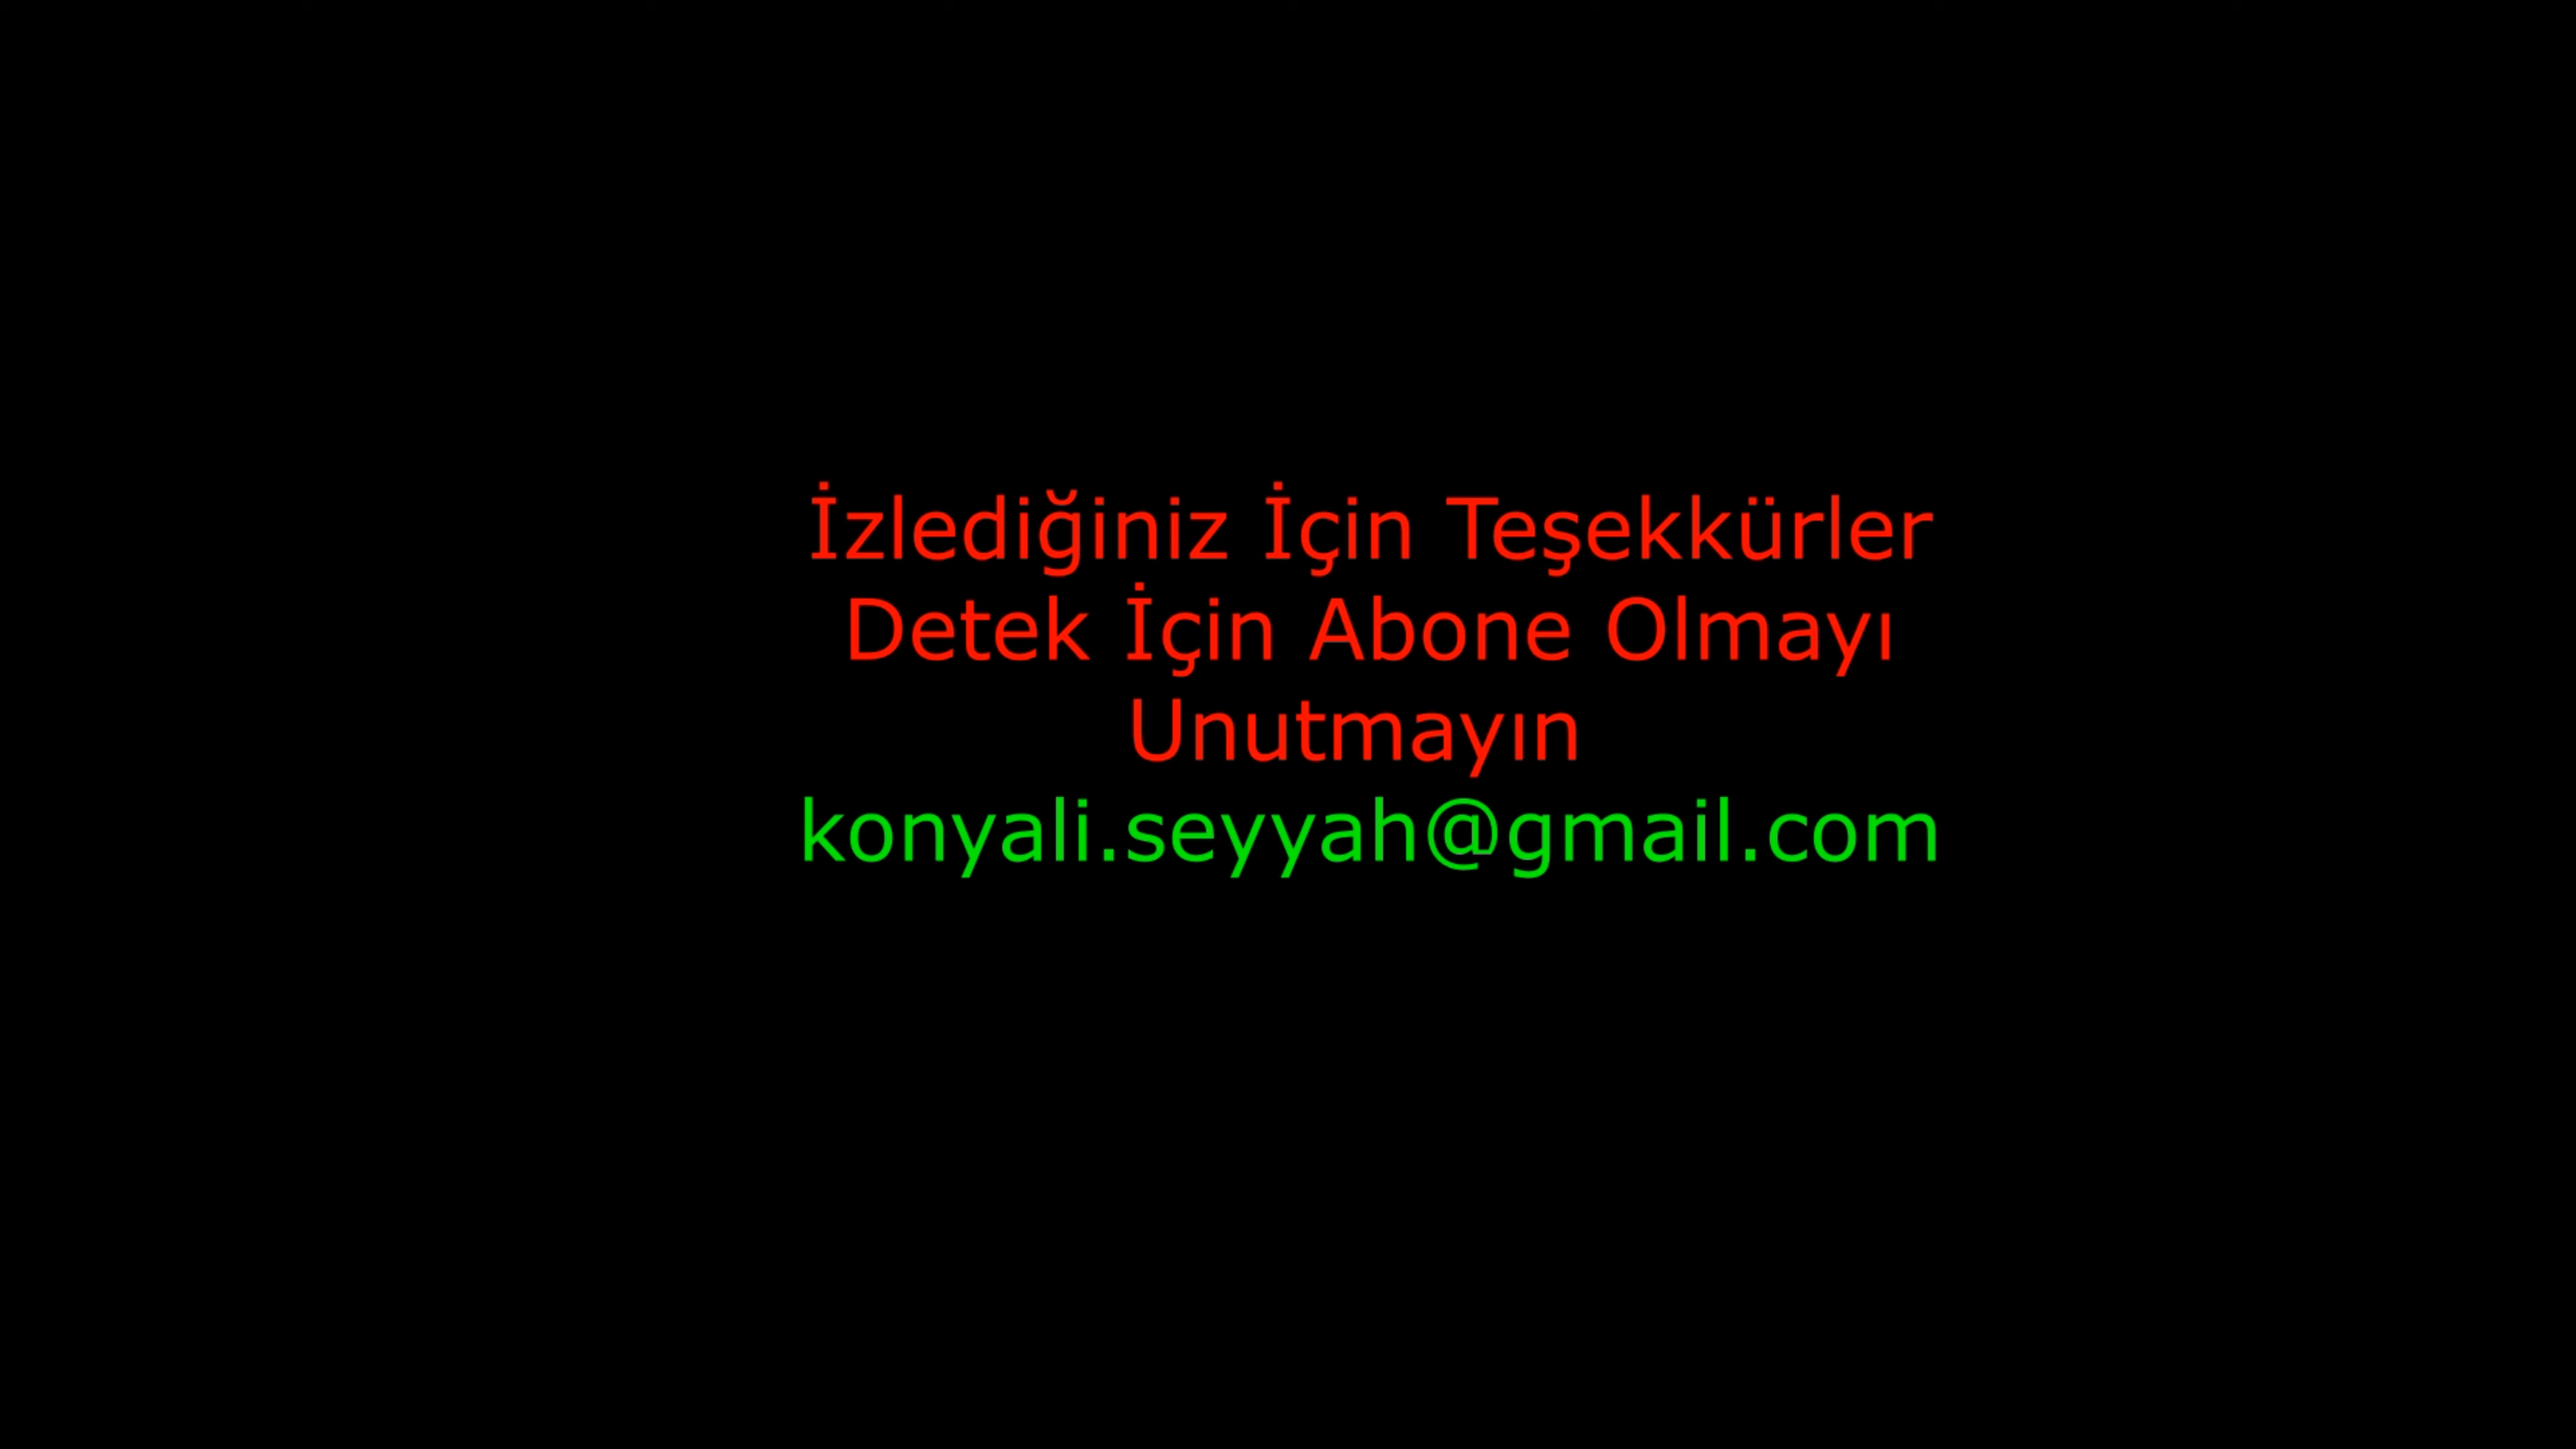 İzlediğiniz İçin Teşekkürler
Detek İçin Abone Olmayı
Unutmayın
konyali.seyyah@gmail.com